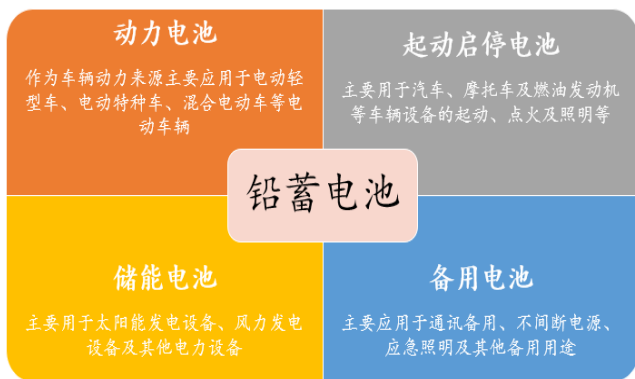 动力电池
作为车辆动力来源主要应用于电动轻
型车、电动特种车、混合电动车等电
动车辆
起动启停电池
主要用于汽车、摩托车及燃油发动机
等车辆设备的起动、点火及照明等
铅蓄电池
储能电池
主要用于太阳能发电设备、风力发电
设备及其他电力设备
备用电池
主要应用于通讯备用、不间断电源、
应急照明及其他备用用途